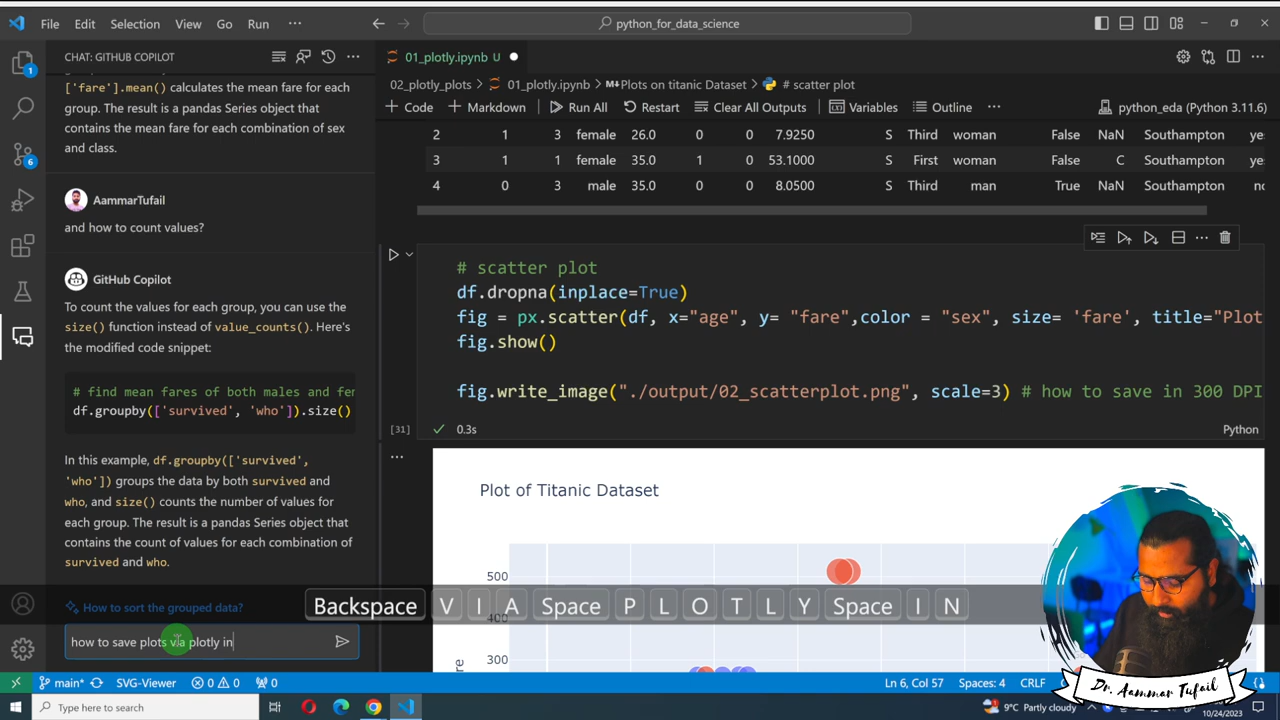 File Edit Selection View Go Run ··· python_for_data_science
CHAT: GITHUB COPILOT
['fare'].mean() calculates the mean fare for each
group. The result is a pandas Series object that
contains the mean fare for each combination of sex
and class.
AammarTufail
and how to count values?
GitHub Copilot
To count the values for each group, you can use the
size() function instead of value_counts(). Here's
the modified code snippet:
# find mean fares of both males and fem
df.groupby(['survived', 'who']).size()
In this example, df.groupby(['survived',
'who']) groups the data by both survived and
who, and size() counts the number of values for
each group. The result is a pandas Series object that
contains the count of values for each combination of
survived and who.
How to sort the grouped data?
how to save plots via plotly in
01_plotly.ipynb U
02_plotly_plots > 01_plotly.ipynb > Plots on titanic Dataset > # scatter plot
+ Code + Markdown Run All Restart Clear All Outputs Variables Outline ··· python_eda (Python 3.11.6)
2 1 3 female 26.0 0 0 7.9250 S Third woman False NaN Southampton ye
3 1 1 female 35.0 1 0 53.1000 S First woman False C Southampton ye
4 0 3 male 35.0 0 0 8.0500 S Third man True NaN Southampton no
# scatter plot
df.dropna(inplace=True)
fig = px.scatter(df, x="age", y= "fare",color = "sex", size= 'fare', title="Plot
fig.show()
fig.write_image("./output/02_scatterplot.png", scale=3) # how to save in 300 DPI
[31] 0.3s Python
Plot of Titanic Dataset
500
400
300
Backspace V I A Space P L O T L Y Space I N
main* SVG-Viewer 0 0 0 Ln 6, Col 57 Spaces: 4 CRLF
Dr. Aammar Tufail
Type here to search 9°C Partly cloudy 10/24/2023
1
6